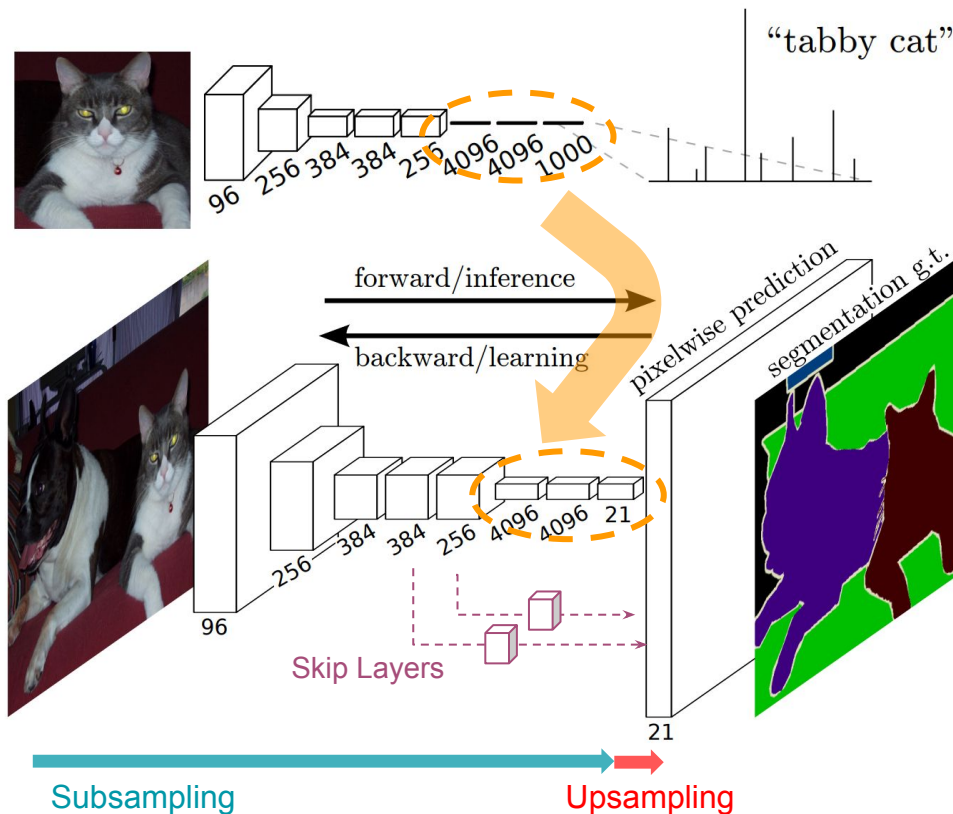 “tabby cat”
96
256
384
384
256
4096
4096
1000
forward/inference
backward/learning
pixelwise prediction
segmentation g.t.
96
256
384
384
256
4096
4096
21
21
Skip Layers
Subsampling
Upsampling